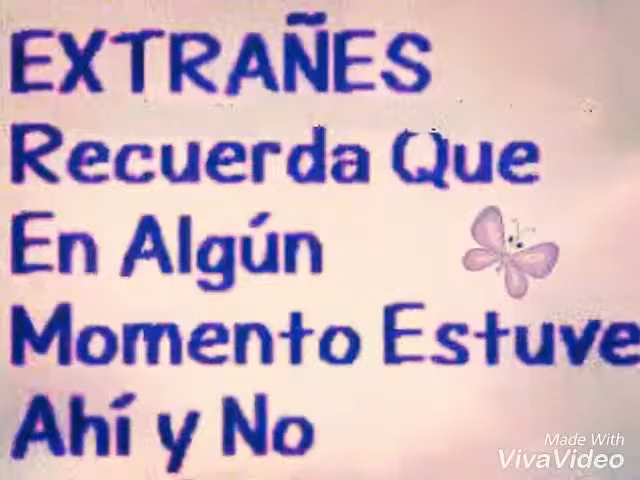 EXTRAÑES
Recuerda Que
En Algún
Momento Estuve
Ahí y No
Made With
VivaVideo